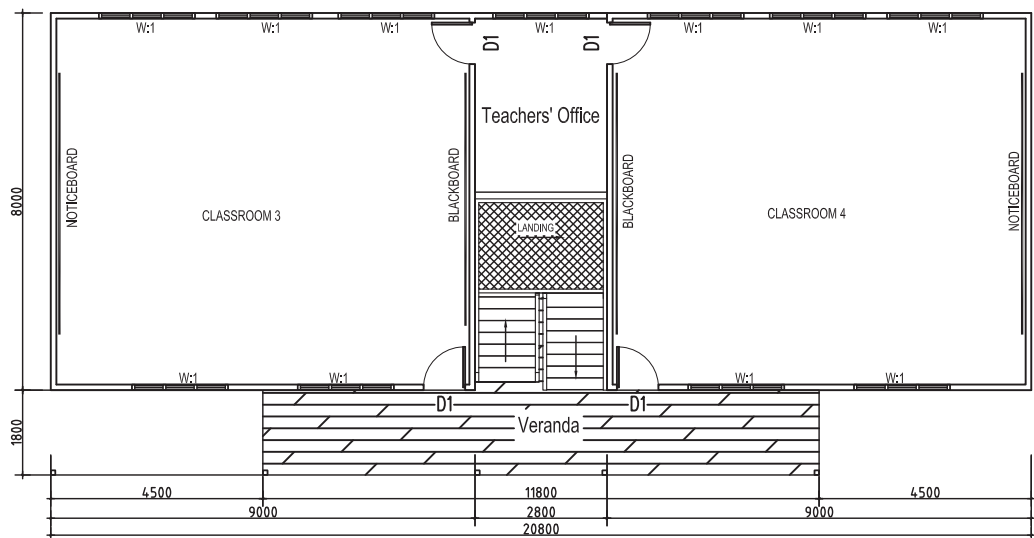 W:1 W:1 W:1 W:1 W:1 W:1 W:1
D1 D1
Teachers' Office
NOTICEBOARD
BLACKBOARD
BLACKBOARD
NOTICEBOARD
CLASSROOM 3
CLASSROOM 4
LANDING
8000
W:1 W:1 W:1 W:1
D1 D1
Veranda
1800
4500 11800 4500
9000 2800 9000
20800